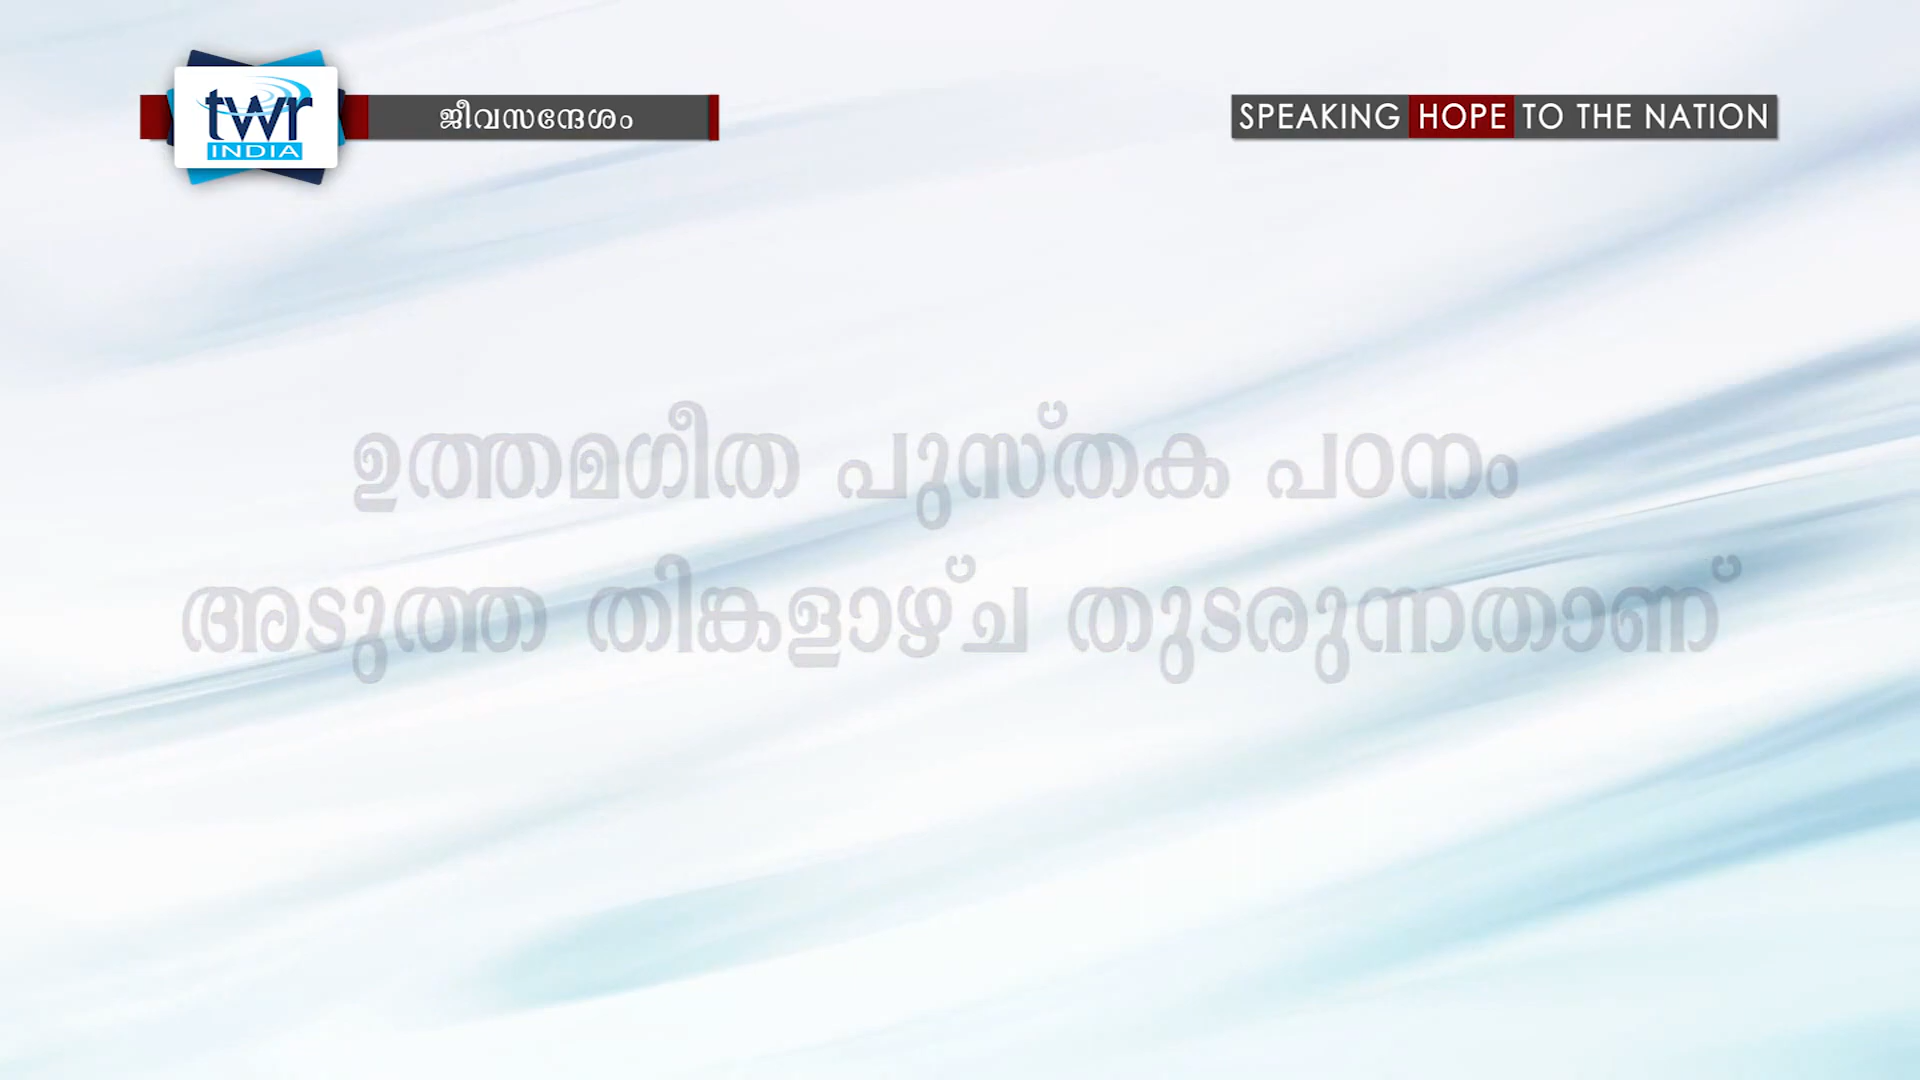 twr
INDIA
ജീവസന്ദേശം
SPEAKING HOPE TO THE NATION
ഉത്തമഗീത പുസ്തക പഠനം
അടുത്ത തിങ്കളാഴ്ച തുടരുന്നതാണ്